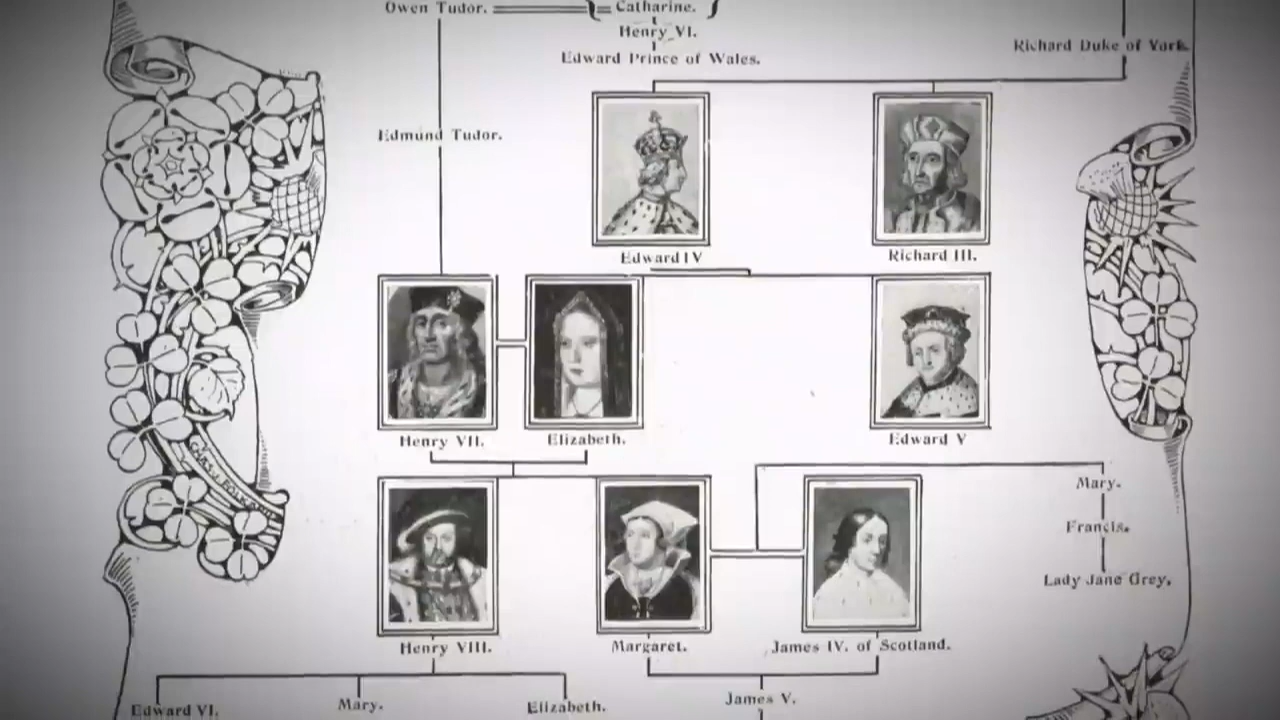 Owen Tudor.
Catharine.
Henry VI.
Edward Prince of Wales.
Richard Duke of York.
Edmund Tudor.
Edward IV
Richard III.
Henry VII.
Elizabeth.
Edward V
Mary.
Francis.
Lady Jane Grey.
Henry VIII.
Margaret.
James IV. of Scotland.
Edward VI.
Mary.
Elizabeth.
James V.